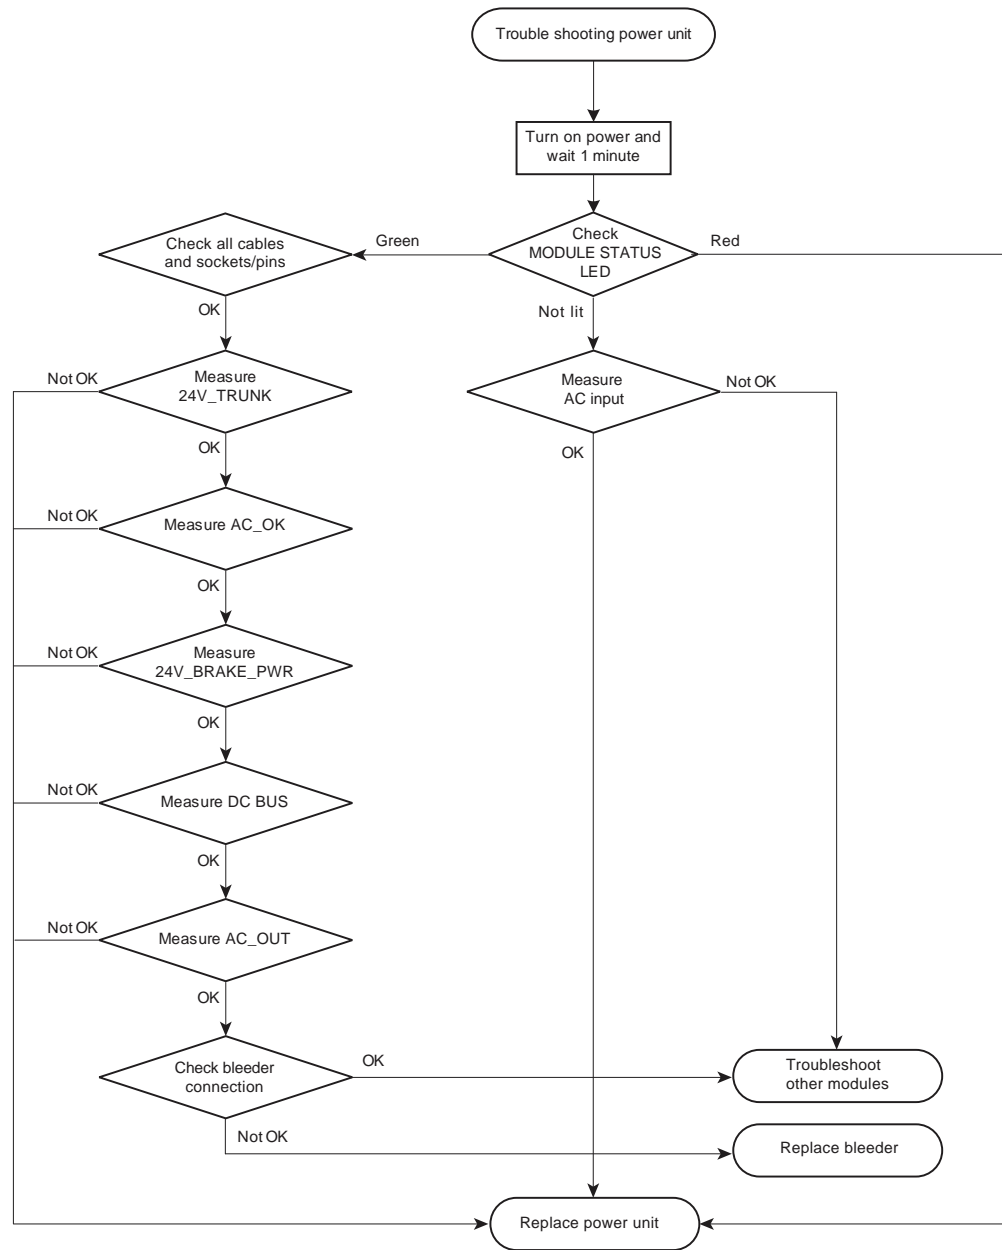 Trouble shooting power unit
Turn on power and
wait 1 minute
Check
MODULE STATUS
LED
Green
Red
Not lit
Check all cables
and sockets/pins
OK
Measure
24V_TRUNK
Not OK
OK
Measure
AC input
Not OK
OK
Measure AC_OK
Not OK
OK
Measure
24V_BRAKE_PWR
Not OK
OK
Measure DC BUS
Not OK
OK
Measure AC_OUT
Not OK
OK
Check bleeder
connection
OK
Not OK
Troubleshoot
other modules
Replace bleeder
Replace power unit